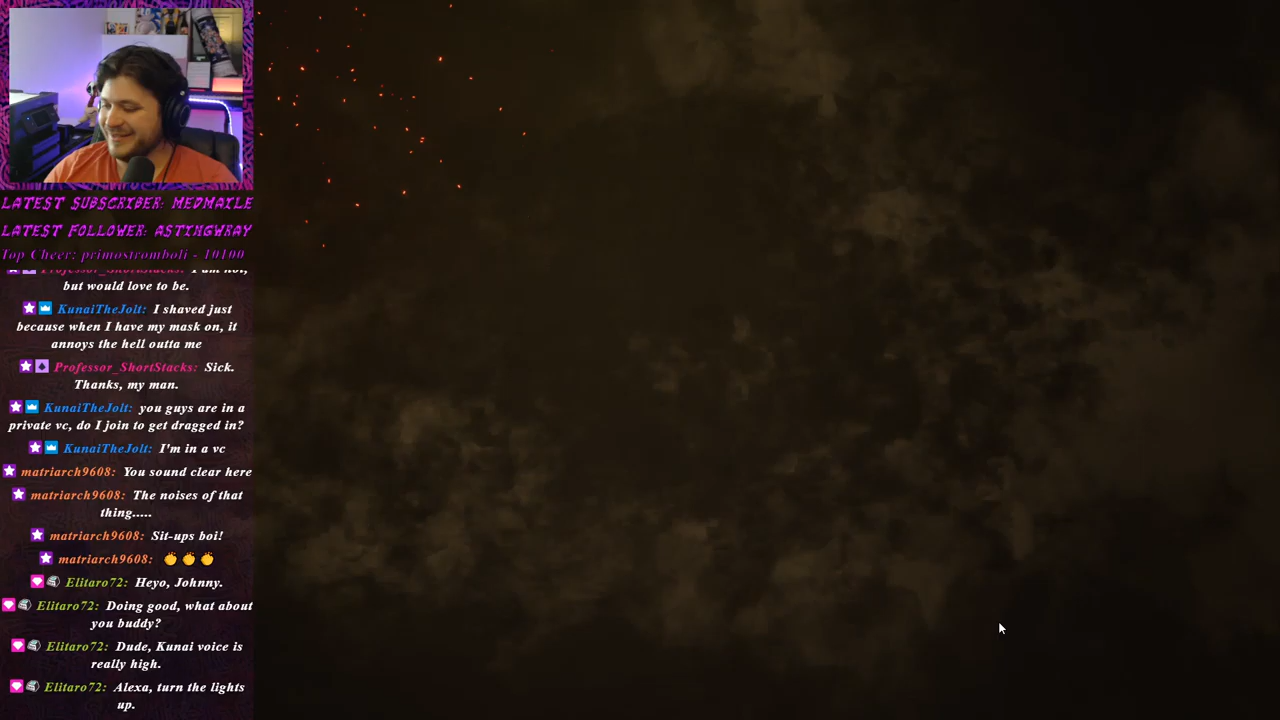 LATEST SUBSCRIBER: MEDMAILE
LATEST FOLLOWER: ASTINGWRAY
Top Cheer: primostromboli - 10100
Professor_ShortStacks: I am not,
but would love to be.
KunaiTheJolt: I shaved just
because when I have my mask on, it
annoys the hell outta me
Professor_ShortStacks: Sick.
Thanks, my man.
KunaiTheJolt: you guys are in a
private vc, do I join to get dragged in?
KunaiTheJolt: I'm in a vc
matriarch9608: You sound clear here
matriarch9608: The noises of that
thing.....
matriarch9608: Sit-ups boi!
matriarch9608: 👏 👏 👏
Elitaro72: Heyo, Johnny.
Elitaro72: Doing good, what about
you buddy?
Elitaro72: Dude, Kunai voice is
really high.
Elitaro72: Alexa, turn the lights
up.